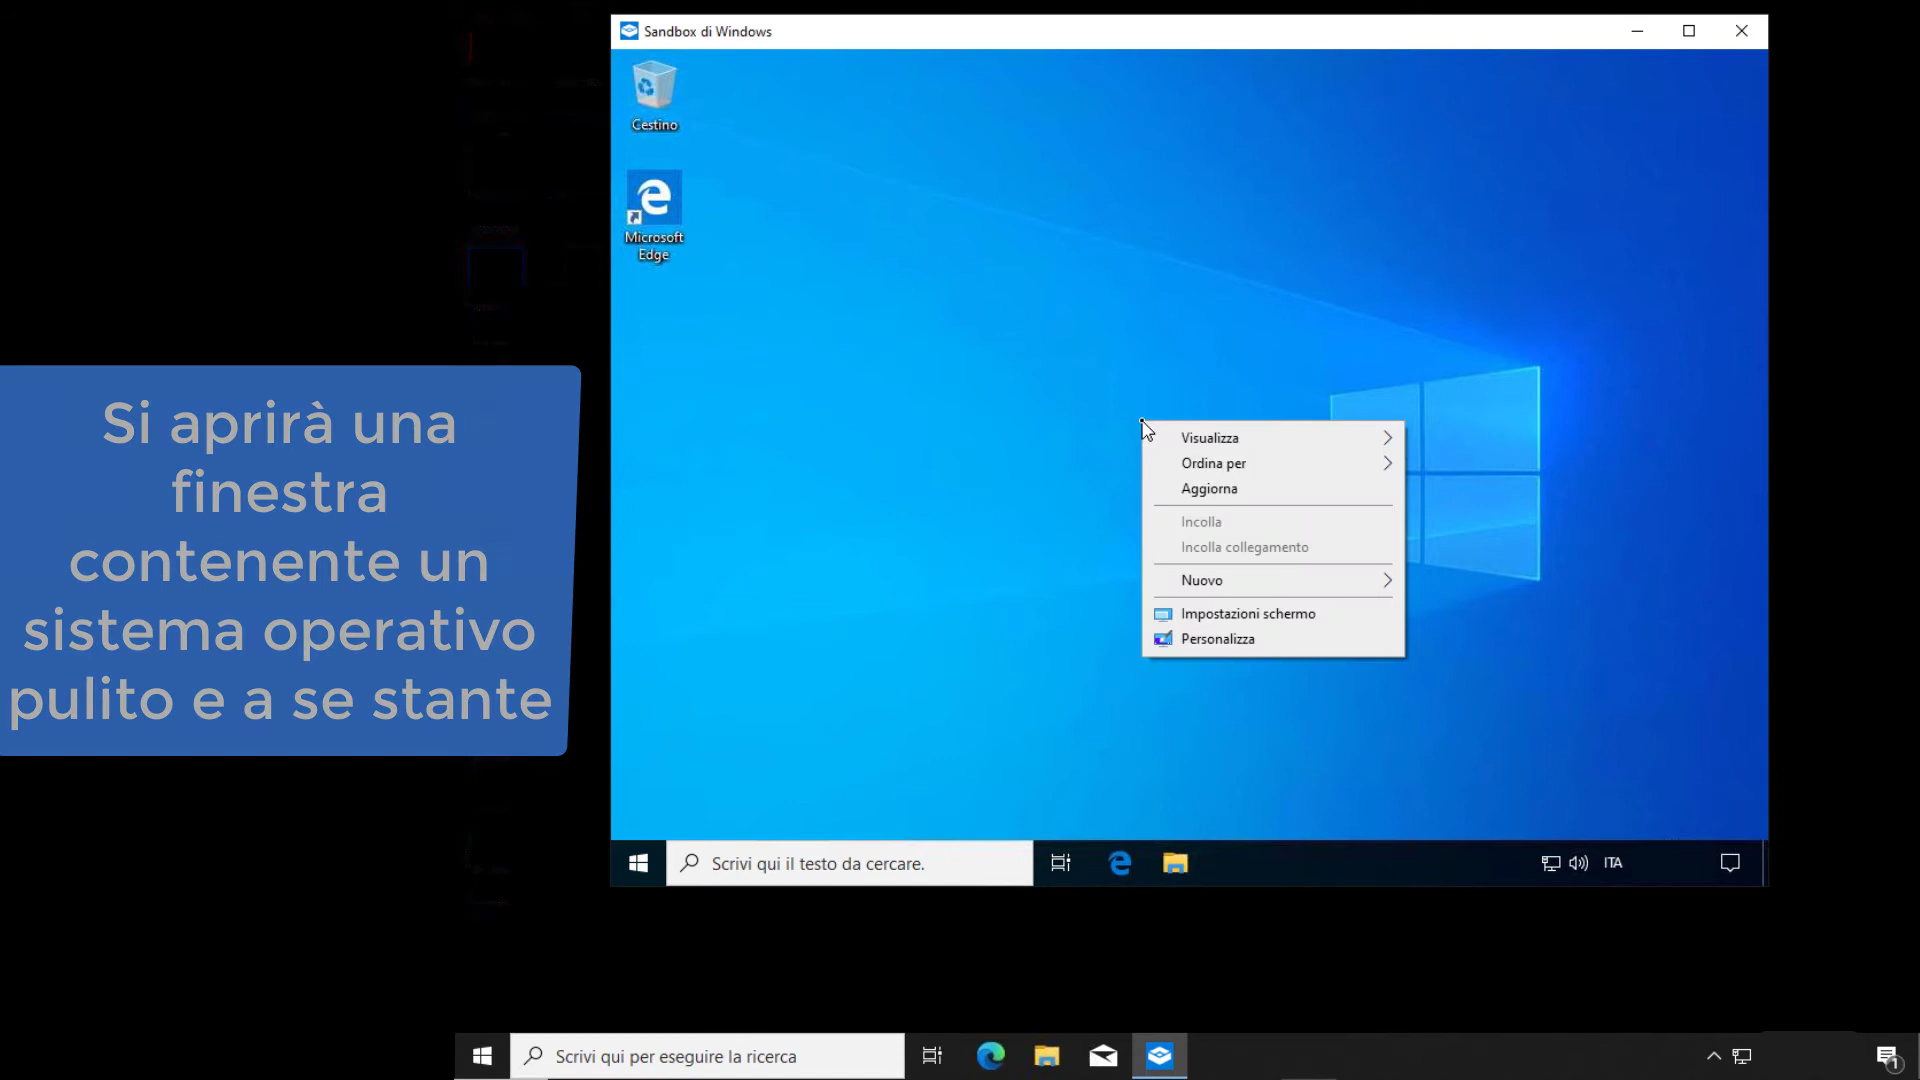 Sandbox di Windows
Cestino
Microsoft
Edge
Si aprirà una
finestra
contenente un
sistema operativo
pulito e a se stante
Visualizza
Ordina per
Aggiorna
Incolla
Incolla collegamento
Nuovo
Impostazioni schermo
Personalizza
Scrivi qui il testo da cercare.
ITA
Scrivi qui per eseguire la ricerca
1